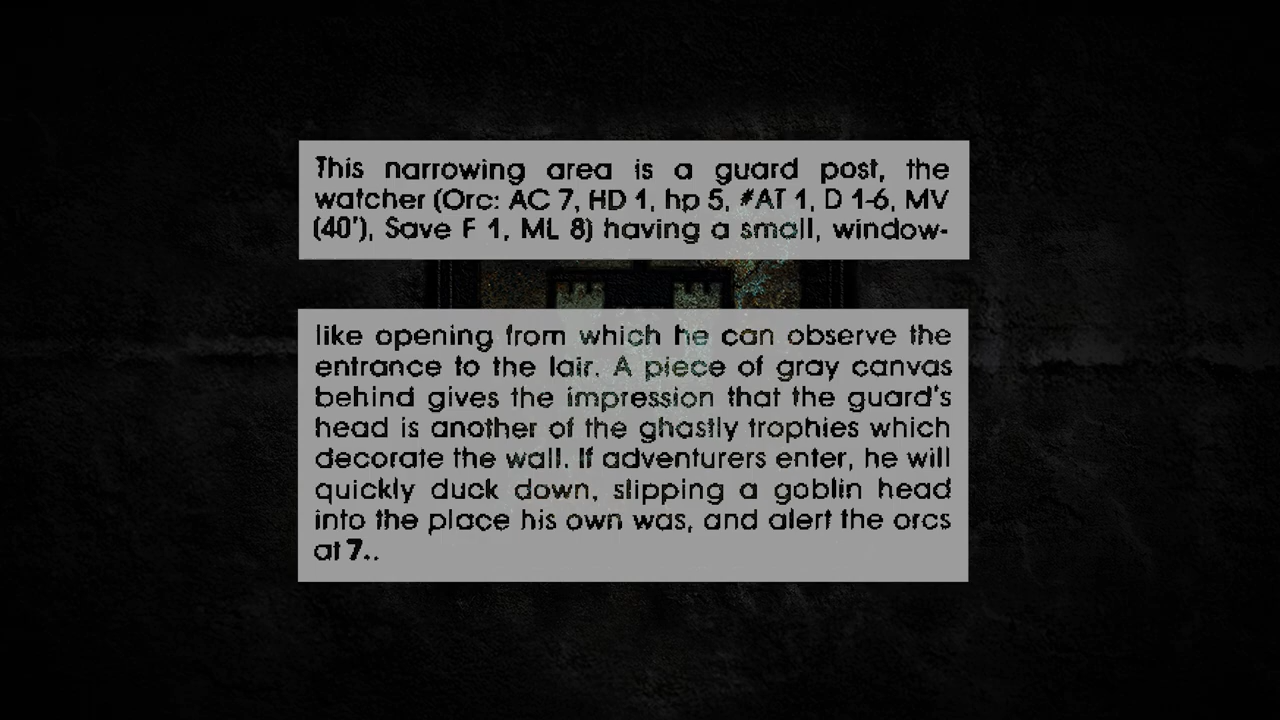 This narrowing area is a guard post, the
watcher (Orc: AC 7, HD 1, hp 5, #AT 1, D 1-6, MV
(40'), Save F 1, ML 8) having a small, window-
like opening from which he can observe the
entrance to the lair. A piece of gray canvas
behind gives the impression that the guard's
head is another of the ghastly trophies which
decorate the wall. If adventurers enter, he will
quickly duck down, slipping a goblin head
into the place his own was, and alert the orcs
at 7..